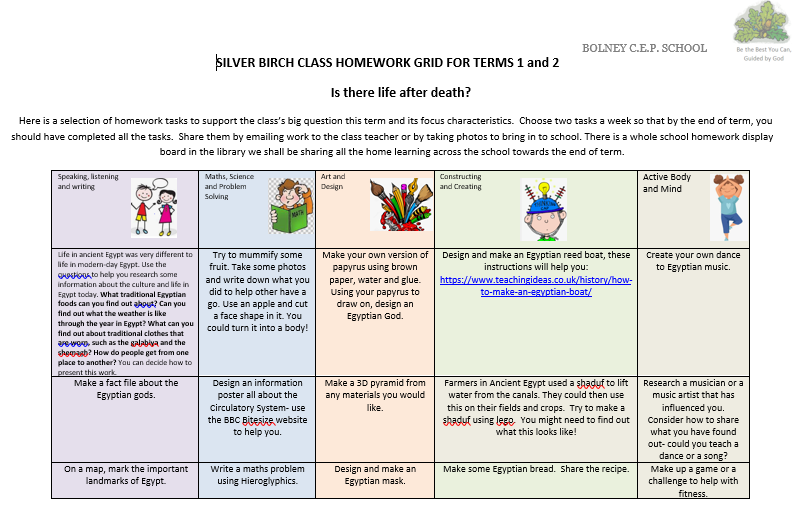 BOLNEY C.E.P. SCHOOL
Be the Best You Can,
Guided by God
SILVER BIRCH CLASS HOMEWORK GRID FOR TERMS 1 and 2
Is there life after death?
Here is a selection of homework tasks to support the class's big question this term and its focus characteristics.  Choose two tasks a week so that by the end of term, you
should have completed all the tasks.  Share them by emailing work to the class teacher or by taking photos to bring in to school. There is a whole school homework display
board in the library we shall be sharing all the home learning across the school towards the end of term.
Speaking, listening
and writing
Maths, Science
and Problem
Solving
MATH
Art and
Design
Constructing
and Creating
Active Body
and Mind
Life in ancient Egypt was very different to
life in modern-day Egypt. Use the
questions to help you research some
information about the culture and life in
Egypt today. What traditional Egyptian
foods can you find out about? Can you
find out what the weather is like
through the year in Egypt? What can you
find out about traditional clothes that
are worn, such as the galabiya and the
shemagh? How do people get from one
place to another? You can decide how to
present this work.
Try to mummify some
fruit. Take some photos
and write down what you
did to help other have a
go. Use an apple and cut
a face shape in it. You
could turn it into a body!
Make your own version of
papyrus using brown
paper, water and glue.
Using your papyrus to
draw on, design an
Egyptian God.
Design and make an Egyptian reed boat, these
instructions will help you:
https://www.teachingideas.co.uk/history/how-
to-make-an-egyptian-boat/
Create your own dance
to Egyptian music.
Make a fact file about the
Egyptian gods.
Design an information
poster all about the
Circulatory System- use
the BBC Bitesize website
to help you.
Make a 3D pyramid from
any materials you would
like.
Farmers in Ancient Egypt used a shaduf to lift
water from the canals. They could then use
this on their fields and crops.  Try to make a
shaduf using lego.  You might need to find out
what this looks like!
Research a musician or a
music artist that has
influenced you.
Consider how to share
what you have found
out- could you teach a
dance or a song?
On a map, mark the important
landmarks of Egypt.
Write a maths problem
using Hieroglyphics.
Design and make an
Egyptian mask.
Make some Egyptian bread.  Share the recipe.
Make up a game or a
challenge to help with
fitness.